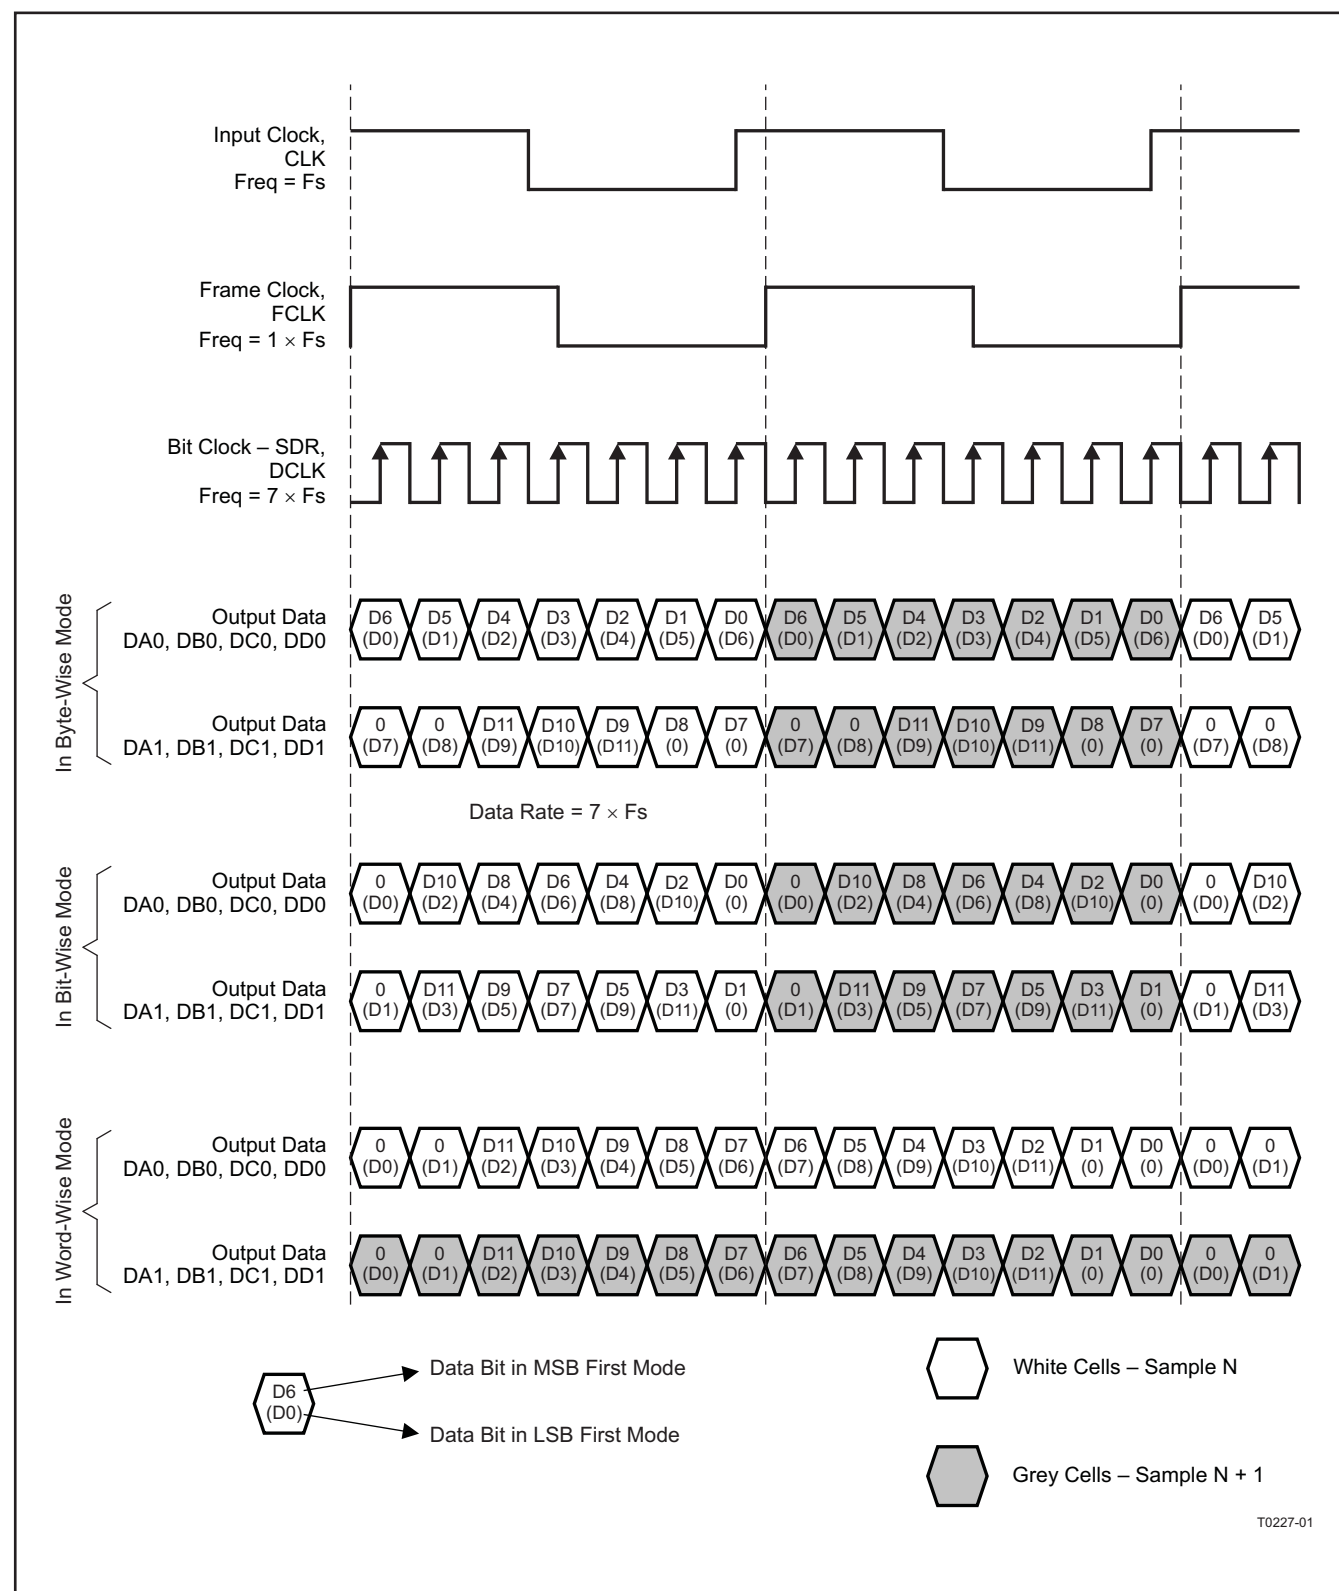 Input Clock,
CLK
Freq = Fs
Frame Clock,
FCLK
Freq = 1 × Fs
Bit Clock – SDR,
DCLK
Freq = 7 × Fs
In Byte-Wise Mode
Output Data
DA0, DB0, DC0, DD0
D6 D5 D4 D3 D2 D1 D0 D6 D5 D4 D3 D2 D1 D0 D6 D5
(D0) (D1) (D2) (D3) (D4) (D5) (D6) (D0) (D1) (D2) (D3) (D4) (D5) (D6) (D0) (D1)
Output Data
DA1, DB1, DC1, DD1
0 0 D11 D10 D9 D8 D7 0 0 D11 D10 D9 D8 D7 0 0
(D7) (D8) (D9) (D10) (D11) (0) (0) (D7) (D8) (D9) (D10) (D11) (0) (0) (D7) (D8)
Data Rate = 7 × Fs
In Bit-Wise Mode
Output Data
DA0, DB0, DC0, DD0
0 D10 D8 D6 D4 D2 D0 0 D10 D8 D6 D4 D2 D0 0 D10
(D0) (D2) (D4) (D6) (D8) (D10) (0) (D0) (D2) (D4) (D6) (D8) (D10) (0) (D0) (D2)
Output Data
DA1, DB1, DC1, DD1
0 D11 D9 D7 D5 D3 D1 0 D11 D9 D7 D5 D3 D1 0 D11
(D1) (D3) (D5) (D7) (D9) (D11) (0) (D1) (D3) (D5) (D7) (D9) (D11) (0) (D1) (D3)
In Word-Wise Mode
Output Data
DA0, DB0, DC0, DD0
0 0 D11 D10 D9 D8 D7 D6 D5 D4 D3 D2 D1 D0 0 0
(D0) (D1) (D2) (D3) (D4) (D5) (D6) (D7) (D8) (D9) (D10) (D11) (0) (0) (D0) (D1)
Output Data
DA1, DB1, DC1, DD1
0 0 D11 D10 D9 D8 D7 D6 D5 D4 D3 D2 D1 D0 0 0
(D0) (D1) (D2) (D3) (D4) (D5) (D6) (D7) (D8) (D9) (D10) (D11) (0) (0) (D0) (D1)
D6
(D0)
Data Bit in MSB First Mode
Data Bit in LSB First Mode
White Cells – Sample N
Grey Cells – Sample N + 1
T0227-01